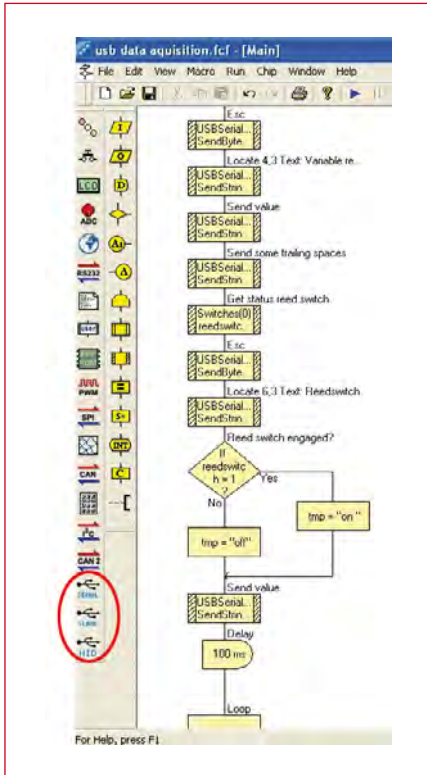 usb data aquisition.fcf - [Main]
File Edit View Macro Run Chip Window Help
Esc
USBSerial...
SendByte
Locate 4,3 Text: Variable re...
USBSerial...
SendStrin
Send value
USBSerial...
SendStrin
Send some trailing spaces
USBSerial...
SendStrin
Get status reed switch
Switches(0)
reedswitc
Esc
USBSerial...
SendByte
Locate 6,3 Text: Reedswitch
USBSerial...
SendStrin
Reed switch engaged?
If
reedswitc
h = 1
?
Yes
No
tmp = "on "
tmp = "off"
Send value
USBSerial...
SendStrin
Delay
100 ms
Loop
I
O
LCD
D
ADC
RS232
A
user
PWM
SPI
S+
INT
CAN
C
I²C
CAN 2
SERIAL
SLAVE
HID
For Help, press F1